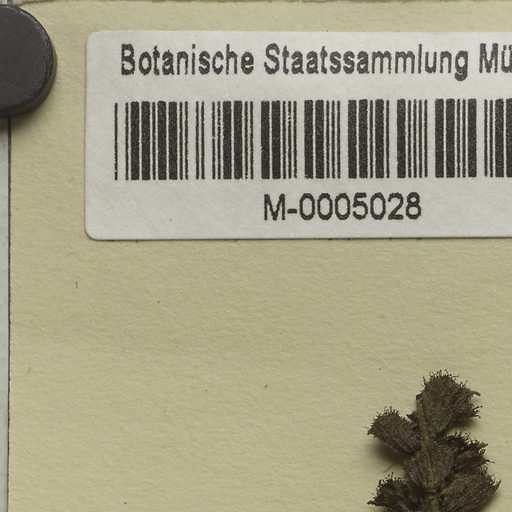 Botanische Staatssammlung Mü
M-0005028